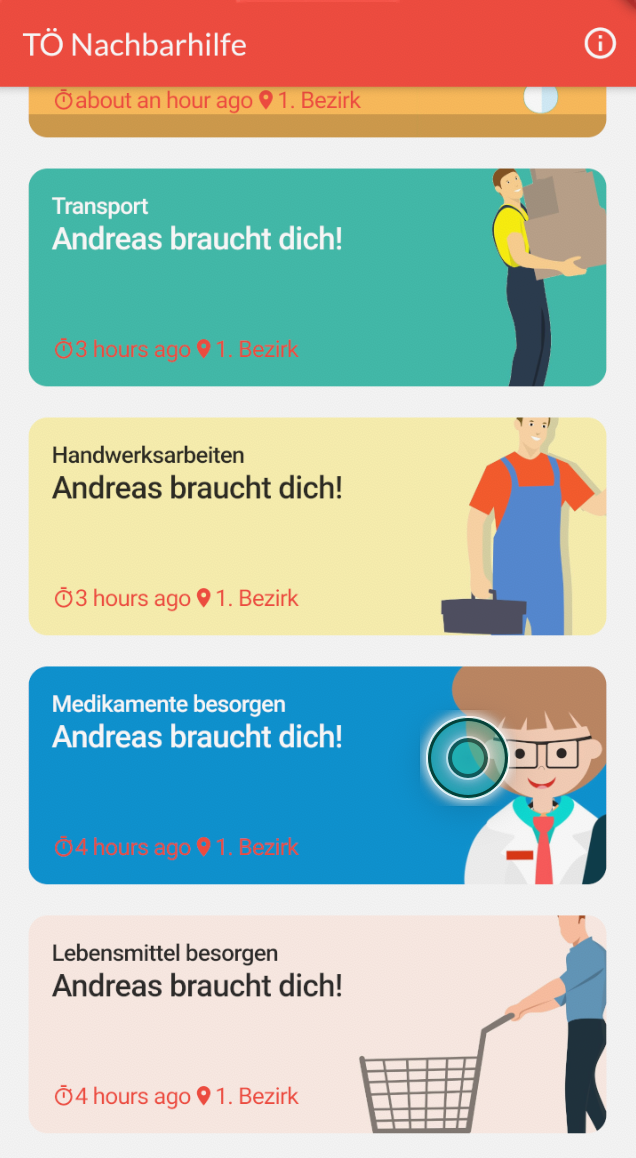 TÖ Nachbarhilfe
about an hour ago 1. Bezirk
Transport
Andreas braucht dich!
3 hours ago 1. Bezirk
Handwerksarbeiten
Andreas braucht dich!
3 hours ago 1. Bezirk
Medikamente besorgen
Andreas braucht dich!
4 hours ago 1. Bezirk
Lebensmittel besorgen
Andreas braucht dich!
4 hours ago 1. Bezirk